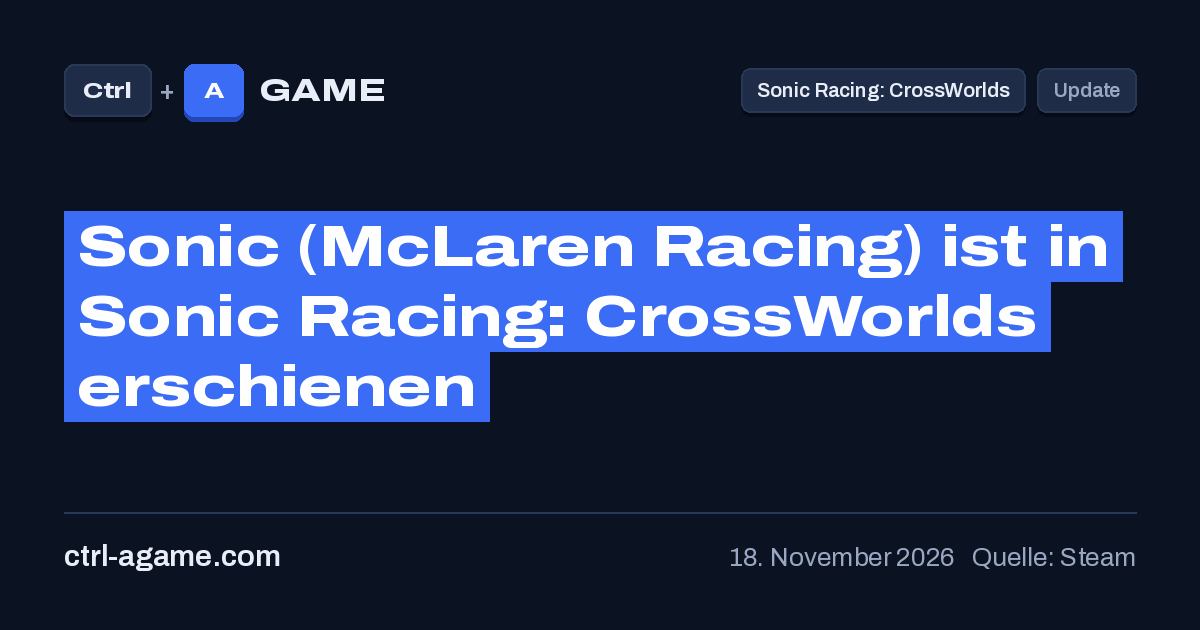 Ctrl + A GAME
Sonic Racing: CrossWorlds
Update
Sonic (McLaren Racing) ist in
Sonic Racing: CrossWorlds
erschienen
ctrl-agame.com
18. November 2026 Quelle: Steam